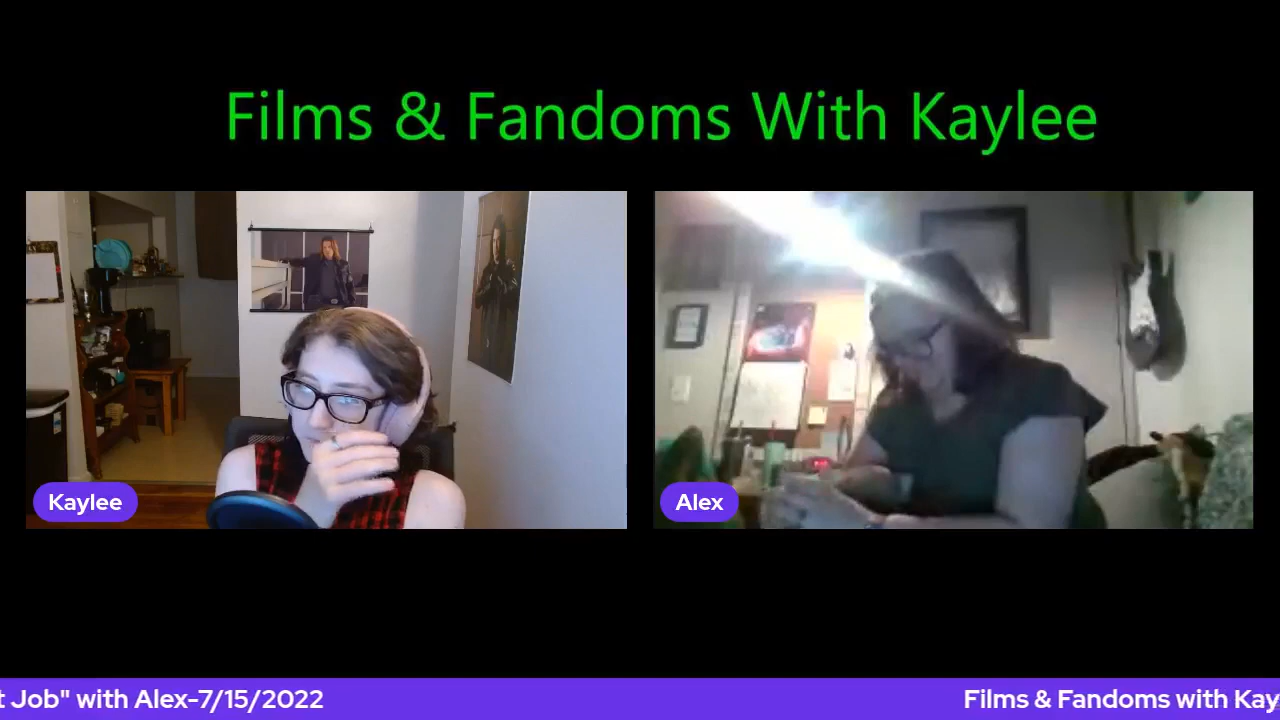 Films & Fandoms With Kaylee
Kaylee
Alex
t Job" with Alex-7/15/2022
Films & Fandoms with Kay